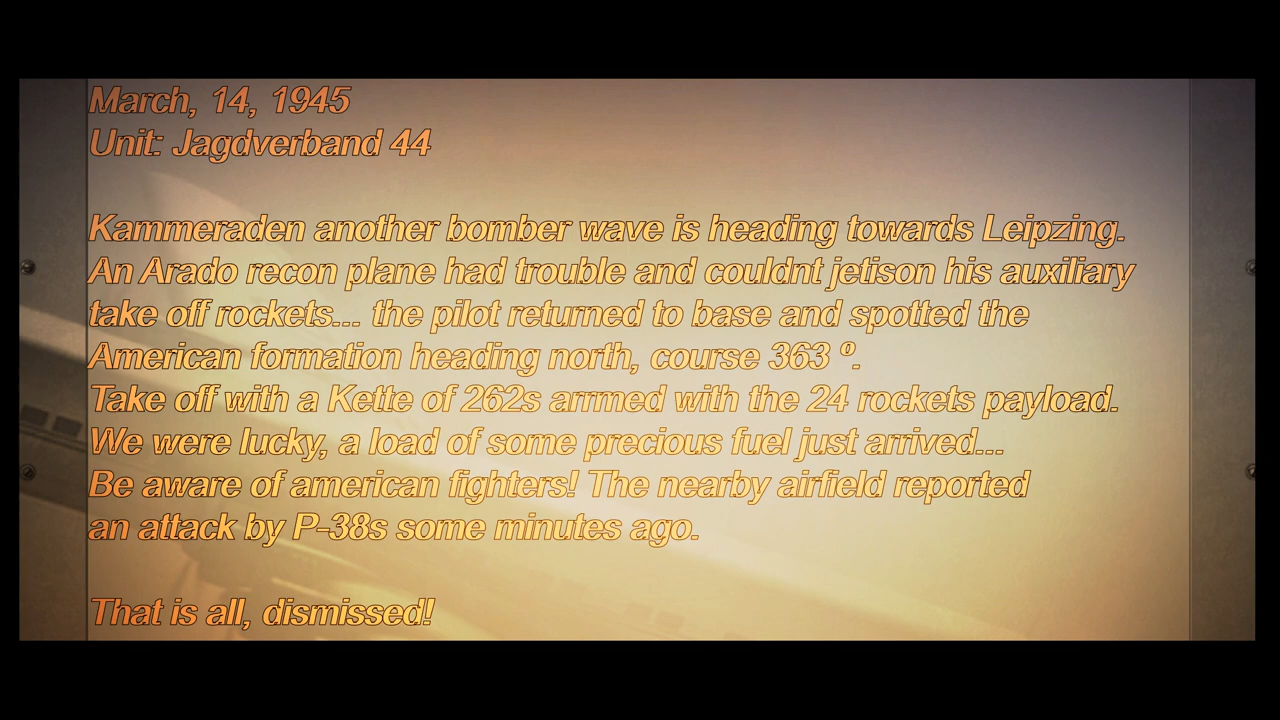 March, 14, 1945
Unit: Jagdverband 44
Kammeraden another bomber wave is heading towards Leipzing.
An Arado recon plane had trouble and couldnt jetison his auxiliary
take off rockets... the pilot returned to base and spotted the
American formation heading north, course 363 º.
Take off with a Kette of 262s arrmed with the 24 rockets payload.
We were lucky, a load of some precious fuel just arrived...
Be aware of american fighters! The nearby airfield reported
an attack by P-38s some minutes ago.
That is all, dismissed!